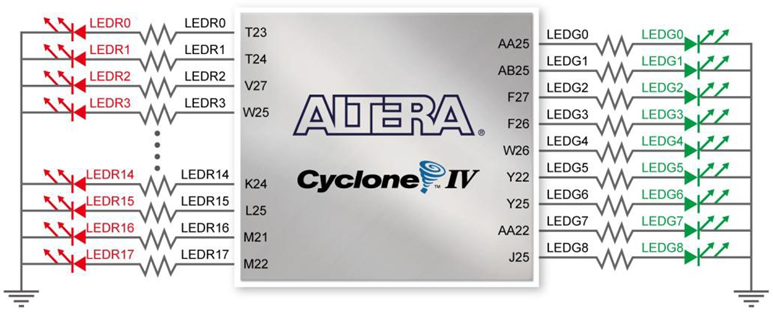 LEDR0 LEDR0 T23
LEDR1 LEDR1 T24
LEDR2 LEDR2 V27
LEDR3 LEDR3 W25
LEDR14 LEDR14 K24
LEDR15 LEDR15 L25
LEDR16 LEDR16 M21
LEDR17 LEDR17 M22
ALTERA®
Cyclone™ IV
AA25 LEDG0 LEDG0
AB25 LEDG1 LEDG1
F27 LEDG2 LEDG2
F26 LEDG3 LEDG3
W26 LEDG4 LEDG4
Y22 LEDG5 LEDG5
Y25 LEDG6 LEDG6
AA22 LEDG7 LEDG7
J25 LEDG8 LEDG8